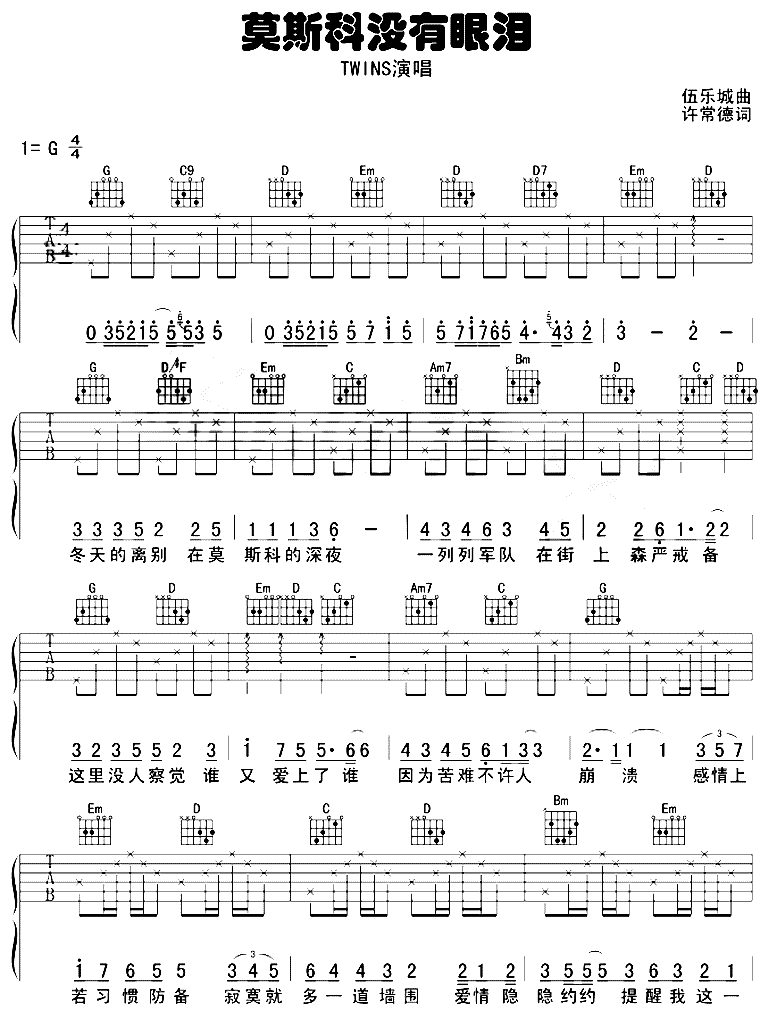 莫斯科没有眼泪
TWINS演唱
伍乐城曲
许常德词
1= G 4/4
G C9 D Em D D7 Em D
T A B 4/4
0 35215 5535 | 0 35215 57 15 | 57176 5 4· 43 2 | 3 - 2 -
G D/#F Em C Am7 Bm D C D
T A B
3 3 3 5 2 2 5 | 1 1 1 3 6 - | 4 3 4 6 3 4 5 | 2 2 6 1· 2 2
冬天的离别 在莫 斯科的深夜 一列列军队 在街 上 森严戒 备
G D Em D C Am7 C G
T A B
3 2 3 5 5 2 3 | 1 7 5 5· 6 6 | 4 3 4 5 6 1 3 3 | 2· 1 1 1 3 5 7
这里没人察觉 谁 又 爱上了谁 因为苦难不许人 崩 溃 感情上
Em D C D Bm Em
T A B
1 7 6 5 5 3 4 5 | 6 4 4 3 2 2 1 2 1 | 3 5 5 5 5 6 5 3 5
若习 惯防备 寂寞就 多一道墙围 爱情隐 隐约约 提醒我这一